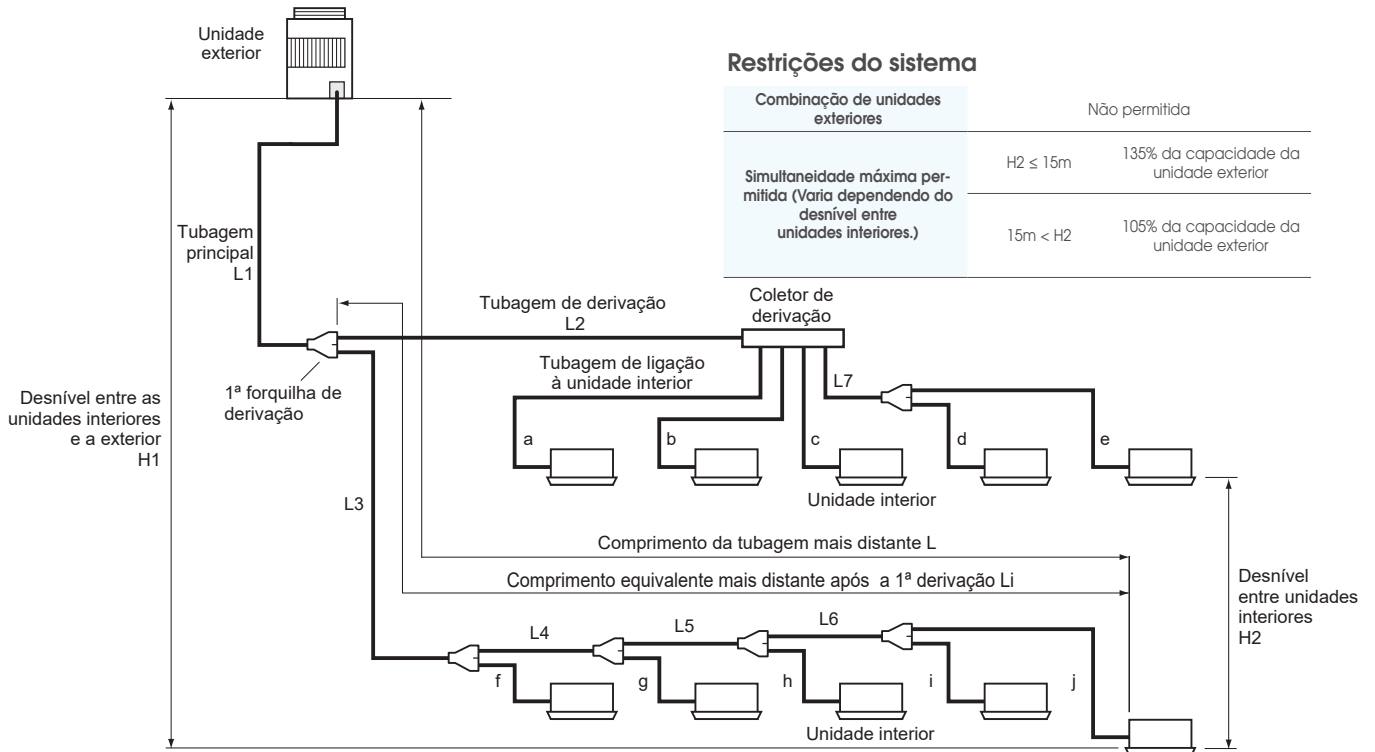 Unidade
exterior
Restrições do sistema
Combinação de unidades
exteriores
Não permitida
Simultaneidade máxima per-
mitida (Varia dependendo do
desnível entre
unidades interiores.)
H2 ≤ 15m
135% da capacidade da
unidade exterior
15m < H2
105% da capacidade da
unidade exterior
Tubagem
principal
L1
Tubagem de derivação
L2
Coletor de
derivação
1ª forquilha de
derivação
Tubagem de ligação
à unidade interior
L7
Desnível entre as
unidades interiores
e a exterior
H1
a
b
c
d
e
Unidade interior
L3
Comprimento da tubagem mais distante L
Comprimento equivalente mais distante após a 1ª derivação Li
Desnível
entre unidades
interiores
H2
L4
L5
L6
f
g
h
i
j
Unidade interior